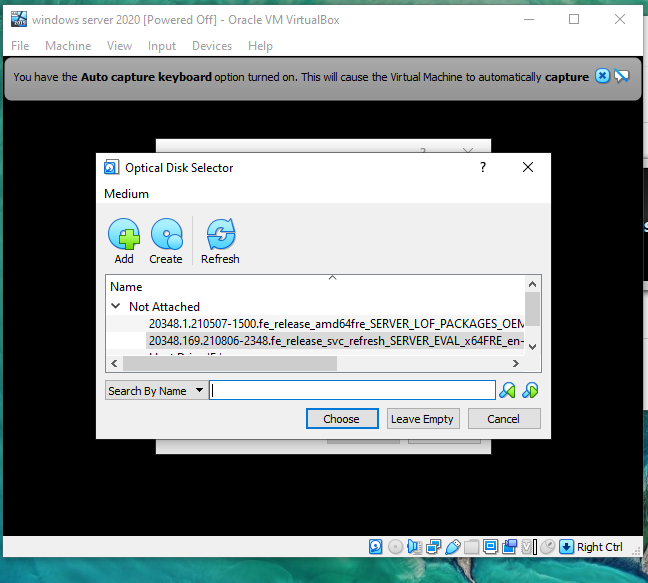 windows server 2020 [Powered Off] - Oracle VM VirtualBox
File Machine View Input Devices Help
You have the Auto capture keyboard option turned on. This will cause the Virtual Machine to automatically capture
Optical Disk Selector
Medium
Add Create Refresh
Name
Not Attached
20348.1.210507-1500.fe_release_amd64fre_SERVER_LOF_PACKAGES_OEM
20348.169.210806-2348.fe_release_svc_refresh_SERVER_EVAL_x64FRE_en-
Search By Name
Choose Leave Empty Cancel
Right Ctrl